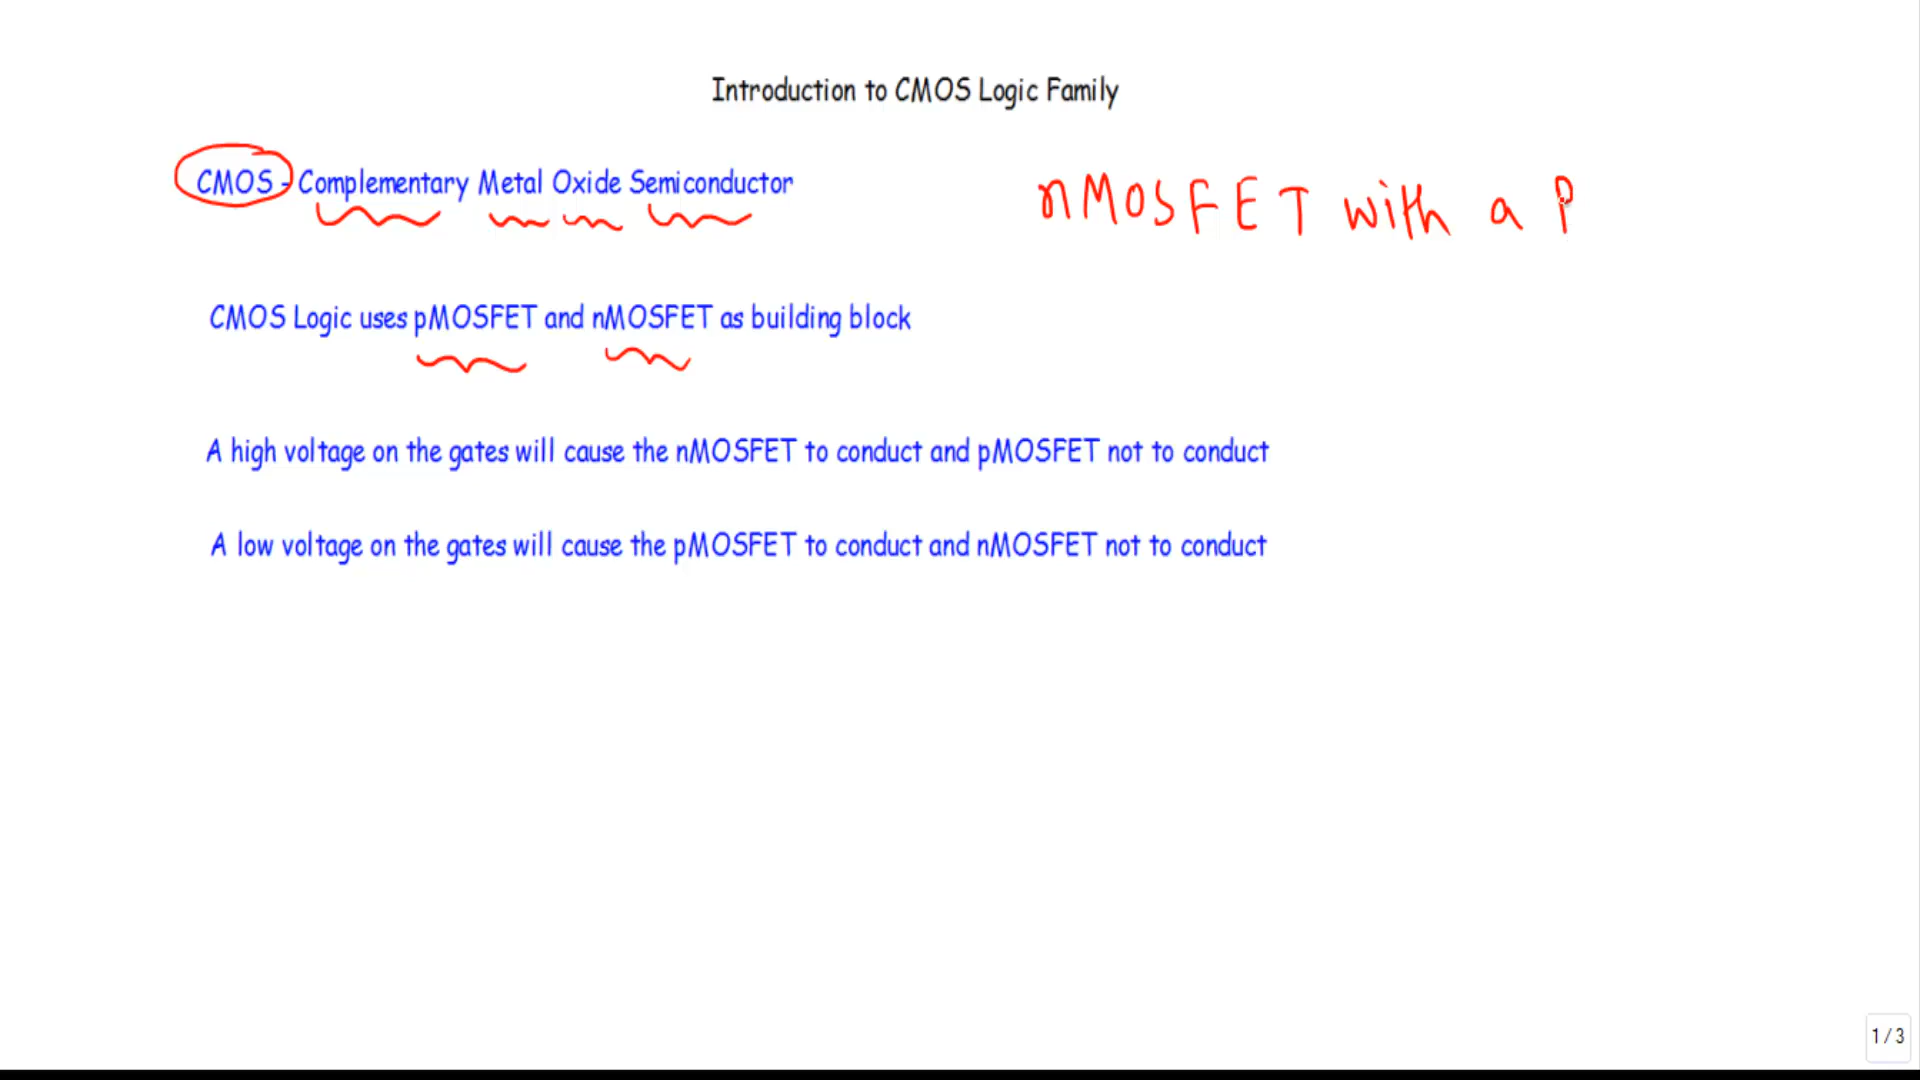 Introduction to CMOS Logic Family
CMOS - Complementary Metal Oxide Semiconductor
nMOSFET with a P
CMOS Logic uses pMOSFET and nMOSFET as building block
A high voltage on the gates will cause the nMOSFET to conduct and pMOSFET not to conduct
A low voltage on the gates will cause the pMOSFET to conduct and nMOSFET not to conduct
1 / 3